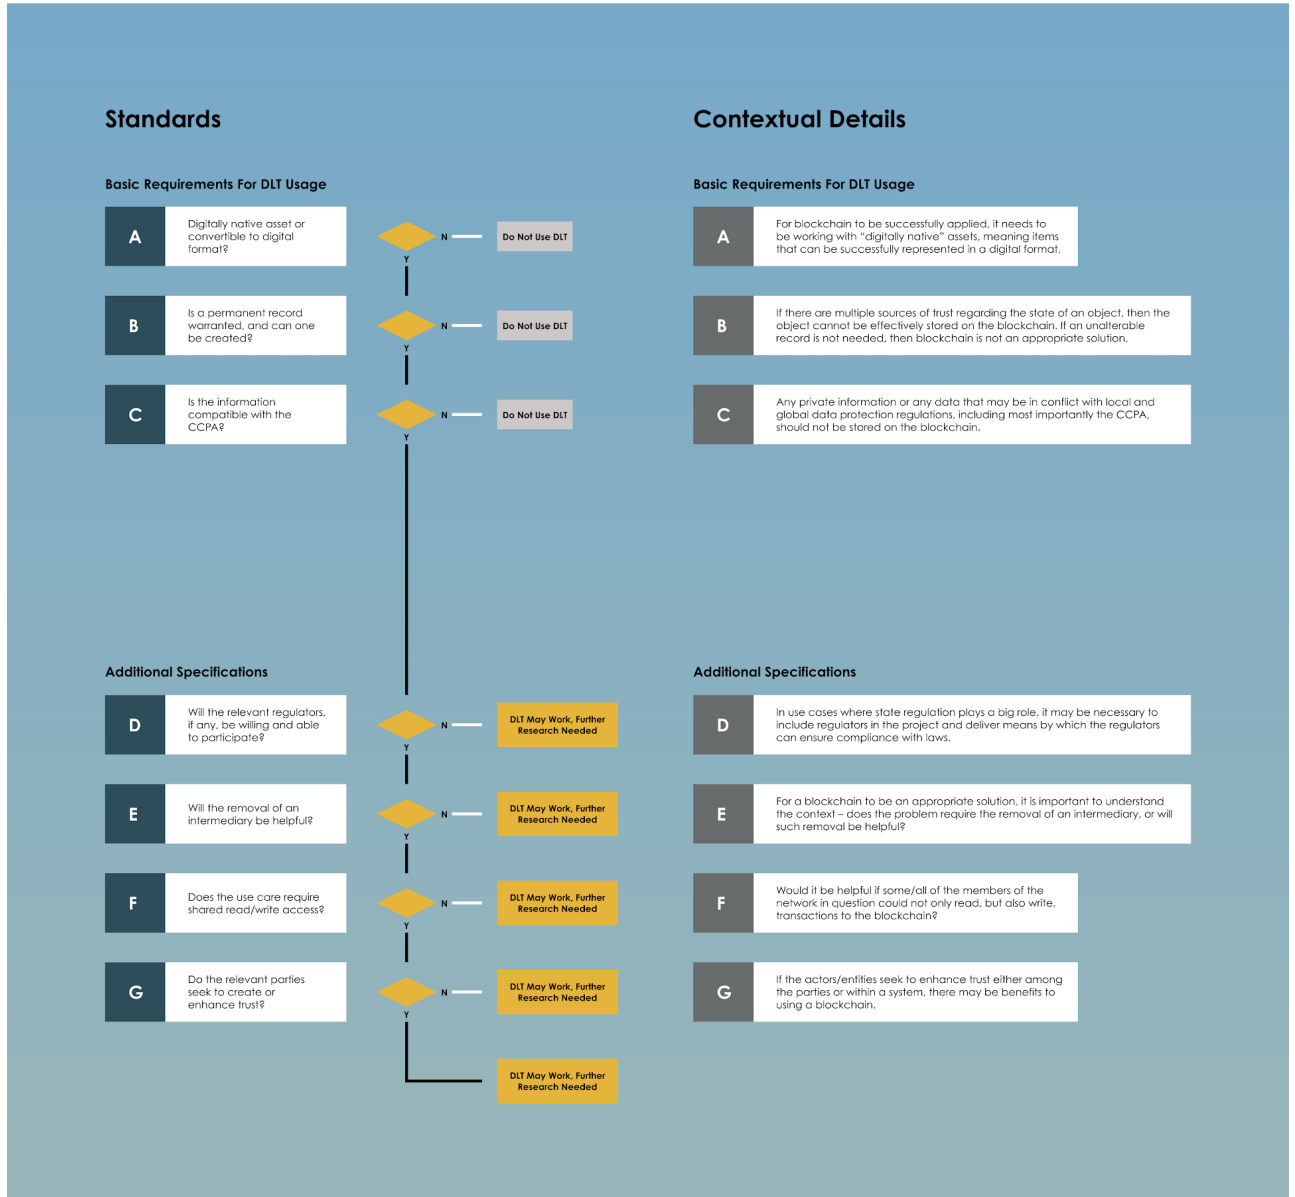 Standards
Basic Requirements For DLT Usage
A
Digitally native asset or
convertible to digital
format?
N
Do Not Use DLT
Y
B
Is a permanent record
warranted, and can one
be created?
N
Do Not Use DLT
Y
C
Is the information
compatible with the
CCPA?
N
Do Not Use DLT
Y
Additional Specifications
D
Will the relevant regulators,
if any, be willing and able
to participate?
N
DLT May Work, Further
Research Needed
Y
E
Will the removal of an
intermediary be helpful?
N
DLT May Work, Further
Research Needed
Y
F
Does the use care require
shared read/write access?
N
DLT May Work, Further
Research Needed
Y
G
Do the relevant parties
seek to create or
enhance trust?
N
DLT May Work, Further
Research Needed
Y
DLT May Work, Further
Research Needed
Contextual Details
Basic Requirements For DLT Usage
A
For blockchain to be successfully applied, it needs to
be working with “digitally native” assets, meaning items
that can be successfully represented in a digital format.
B
If there are multiple sources of trust regarding the state of an object, then the
object cannot be effectively stored on the blockchain. If an unalterable
record is not needed, then blockchain is not an appropriate solution.
C
Any private information or any data that may be in conflict with local and
global data protection regulations, including most importantly the CCPA,
should not be stored on the blockchain.
Additional Specifications
D
In use cases where state regulation plays a big role, it may be necessary to
include regulators in the project and deliver means by which the regulators
can ensure compliance with laws.
E
For a blockchain to be an appropriate solution, it is important to understand
the context – does the problem require the removal of an intermediary, or will
such removal be helpful?
F
Would it be helpful if some/all of the members of the
network in question could not only read, but also write,
transactions to the blockchain?
G
If the actors/entities seek to enhance trust either among
the parties or within a system, there may be benefits to
using a blockchain.